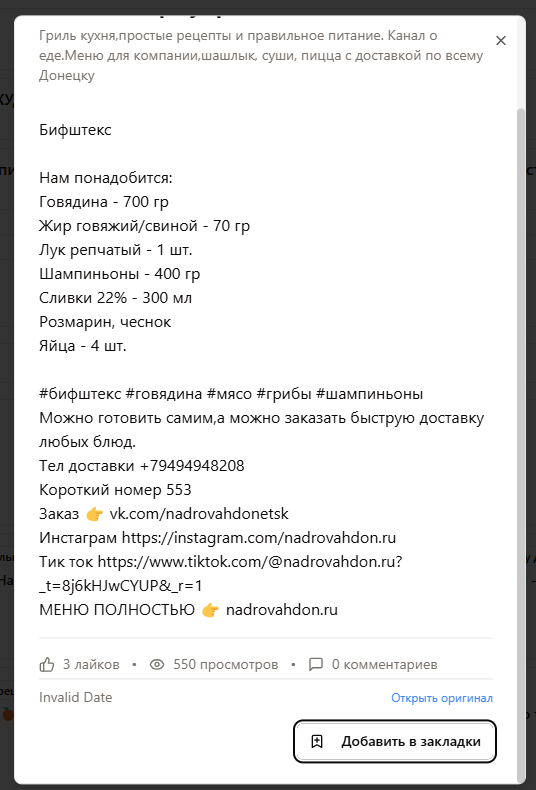 Гриль кухня,простые рецепты и правильное питание. Канал о
еде.Меню для компании,шашлык, суши, пицца с доставкой по всему
Донецку
Бифштекс
Нам понадобится:
Говядина - 700 гр
Жир говяжий/свиной - 70 гр
Лук репчатый - 1 шт.
Шампиньоны - 400 гр
Сливки 22% - 300 мл
Розмарин, чеснок
Яйца - 4 шт.
#бифштекс #говядина #мясо #грибы #шампиньоны
Можно готовить самим,а можно заказать быструю доставку
любых блюд.
Тел доставки +79494948208
Короткий номер 553
Заказ 👉 vk.com/nadrovahdonetsk
Инстаграм https://instagram.com/nadrovahdon.ru
Тик ток https://www.tiktok.com/@nadrovahdon.ru?
_t=8j6kHJwCYUP&_r=1
МЕНЮ ПОЛНОСТЬЮ 👉 nadrovahdon.ru
3 лайков • 550 просмотров • 0 комментариев
Invalid Date
Открыть оригинал
Добавить в закладки